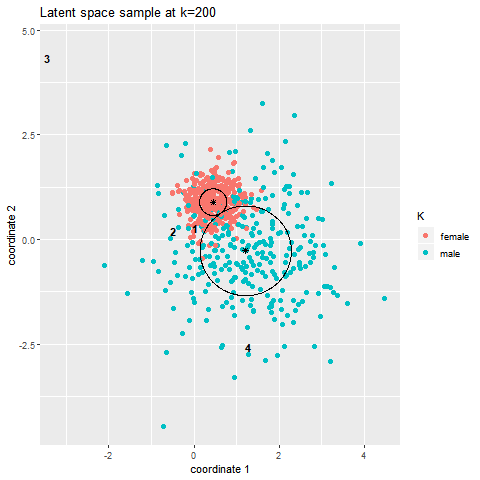 Latent space sample at k=200
5.0
3
2.5
K
female
male
1
2
0.0
coordinate 2
-2.5
4
-2
0
2
4
coordinate 1